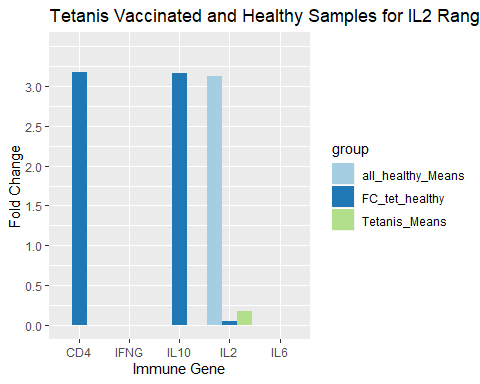 Tetanis Vaccinated and Healthy Samples for IL2 Rang
3.0
2.5
2.0
1.5
1.0
0.5
0.0
Fold Change
CD4 IFNG IL10 IL2 IL6
Immune Gene
group
all_healthy_Means
FC_tet_healthy
Tetanis_Means